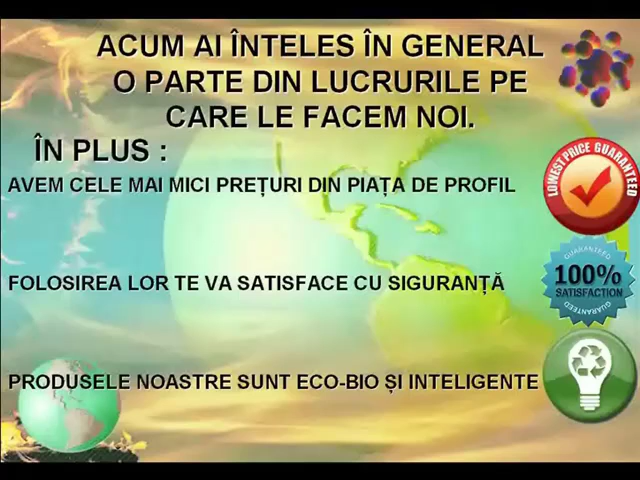 ACUM AI ÎNTELES ÎN GENERAL
O PARTE DIN LUCRURILE PE
CARE LE FACEM NOI.
ÎN PLUS :
AVEM CELE MAI MICI PREȚURI DIN PIAȚA DE PROFIL
LOWEST PRICE GUARANTEED
FOLOSIREA LOR TE VA SATISFACE CU SIGURANȚĂ
GUARANTEED
100%
SATISFACTION
GUARANTEED
PRODUSELE NOASTRE SUNT ECO-BIO ȘI INTELIGENTE